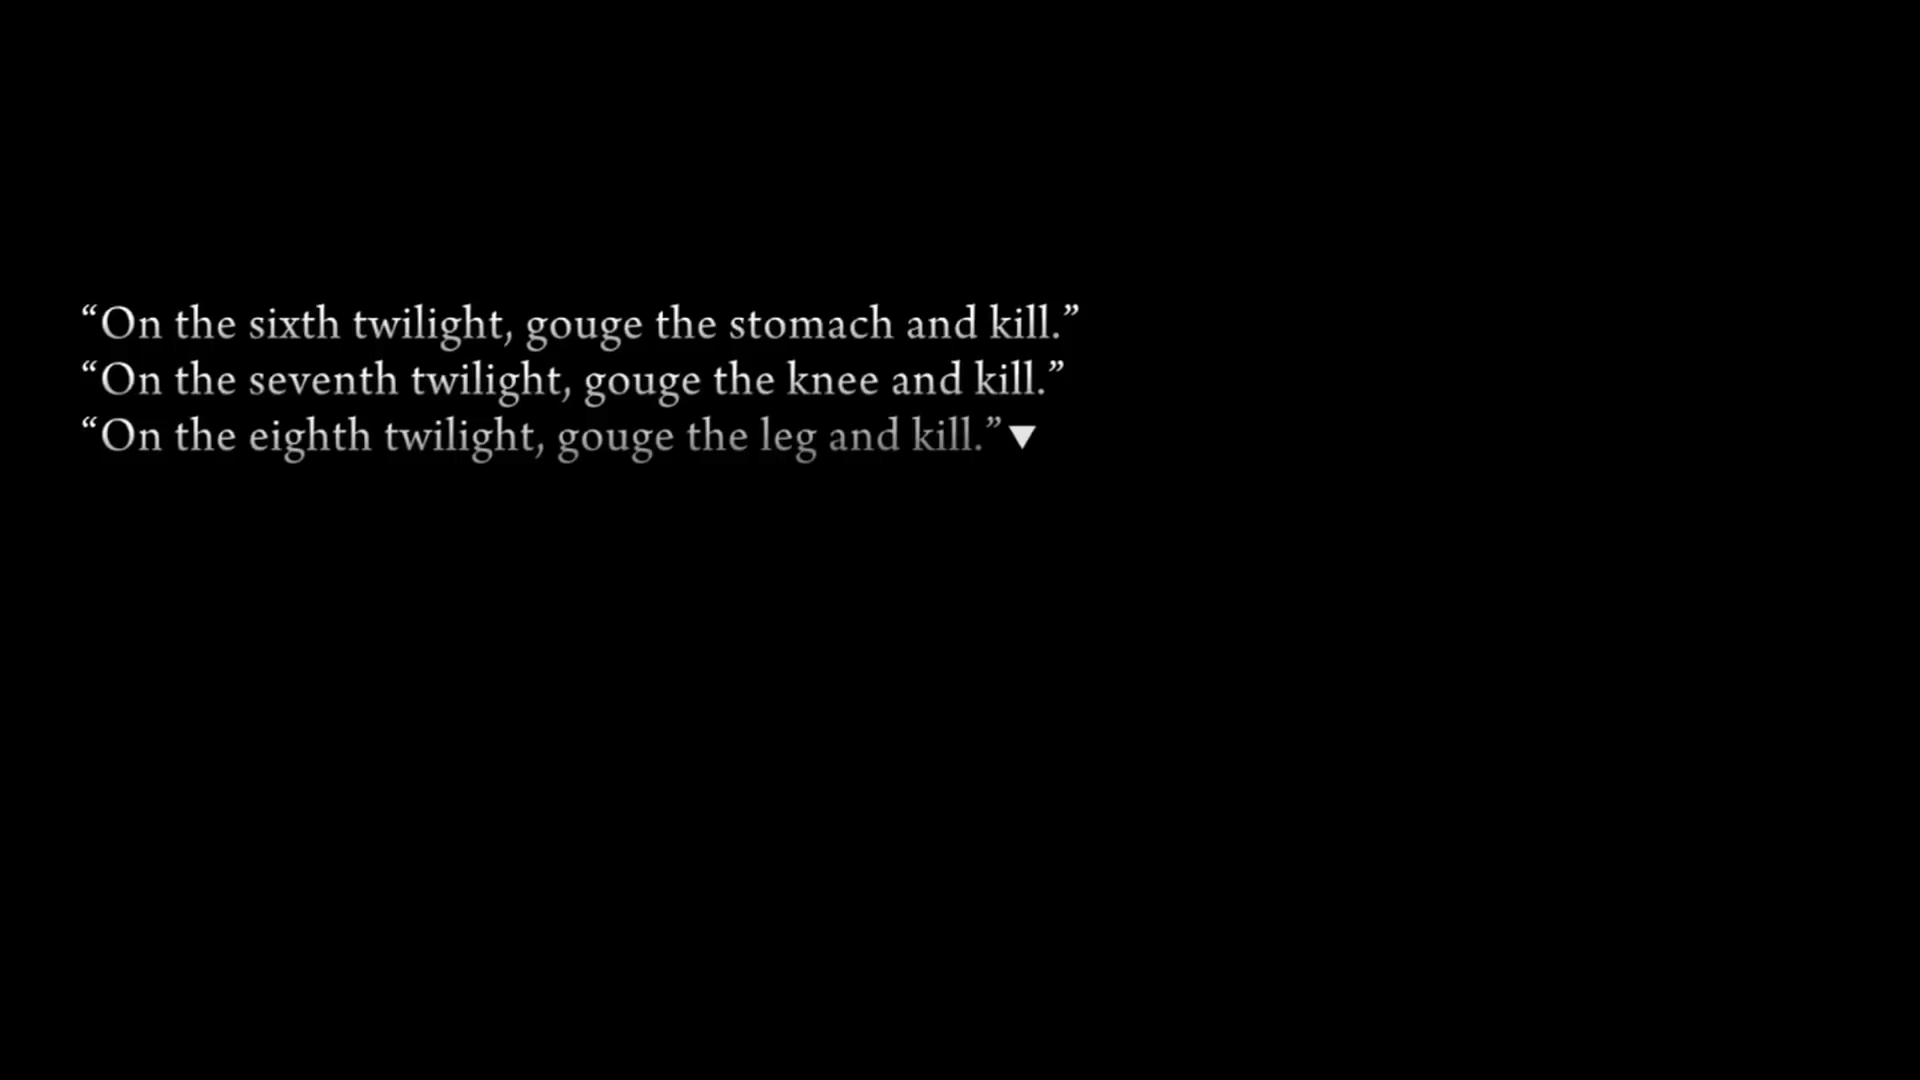 “On the sixth twilight, gouge the stomach and kill.”
“On the seventh twilight, gouge the knee and kill.”
“On the eighth twilight, gouge the leg and kill.”